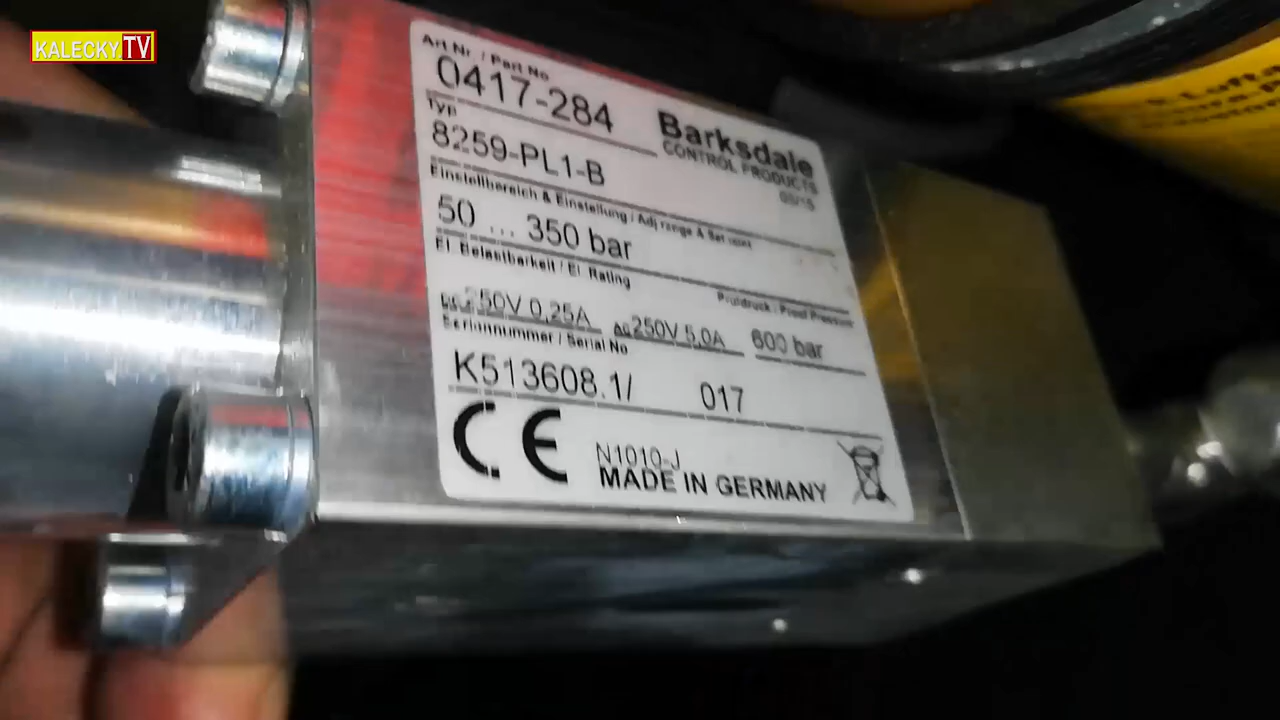 KALECKYTV
Art Nr. / Part No
0417-284
Barksdale
CONTROL PRODUCTS
Typ
8259-PL1-B
Einstellbereich & Einstellung / Adj range & Set point
50 ... 350 bar
El. Belastbarkeit / El. Rating
Prüfdruck / Proof Pressure
250V 0,25A AC 250V 5,0A 600 bar
Seriennummer / Serial No
K513608.1/ 017
CE
N1010-J
MADE IN GERMANY